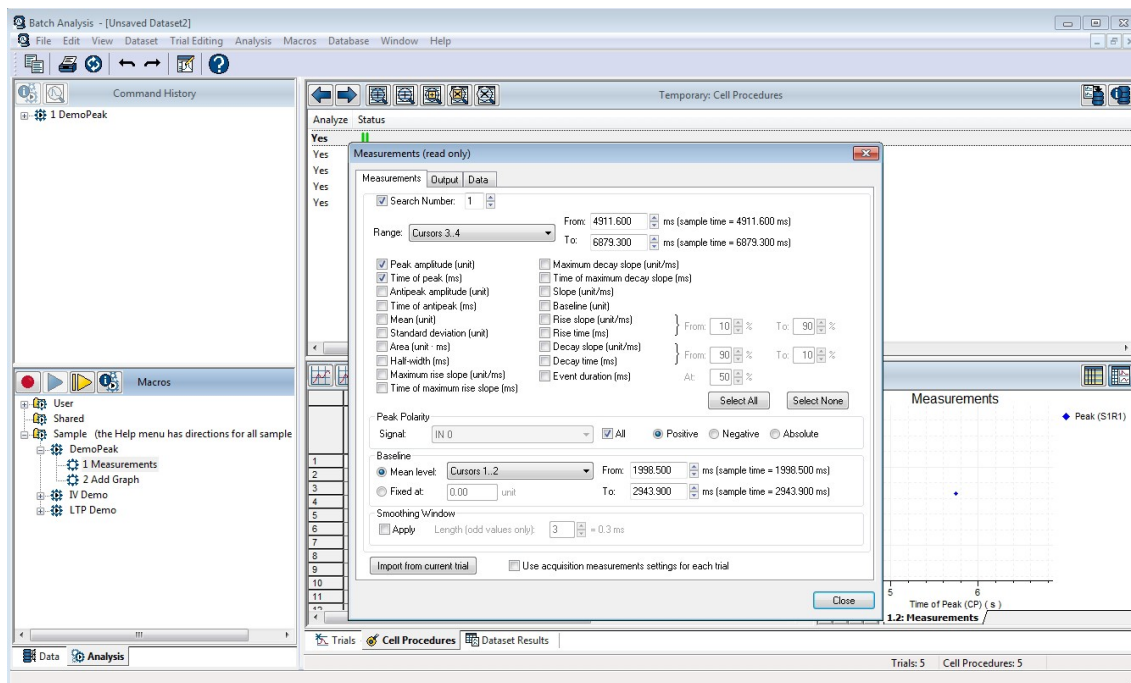 Batch Analysis - [Unsaved Dataset2]
File Edit View Dataset Trial Editing Analysis Macros Database Window Help
Command History
1 DemoPeak
Temporary: Cell Procedures
Analyze Status
Yes
Yes
Yes
Yes
Yes
Measurements (read only)
Measurements Output Data
Search Number: 1
Range: Cursors 3..4
From: 4911.600 ms (sample time = 4911.600 ms)
To: 6879.300 ms (sample time = 6879.300 ms)
Peak amplitude (unit)
Time of peak (ms)
Antipeak amplitude (unit)
Time of antipeak (ms)
Mean (unit)
Standard deviation (unit)
Area (unit · ms)
Half-width (ms)
Maximum rise slope (unit/ms)
Time of maximum rise slope (ms)
Maximum decay slope (unit/ms)
Time of maximum decay slope (ms)
Slope (unit/ms)
Baseline (unit)
Rise slope (unit/ms)
Rise time (ms)
} From: 10 % To: 90 %
Decay slope (unit/ms)
Decay time (ms)
} From: 90 % To: 10 %
Event duration (ms) At: 50 %
Select All Select None
Peak Polarity
Signal: IN 0 All Positive Negative Absolute
Baseline
Mean level: Cursors 1..2 From: 1998.500 ms (sample time = 1998.500 ms)
Fixed at: 0.00 unit To: 2943.900 ms (sample time = 2943.900 ms)
Smoothing Window
Apply Length (odd values only): 3 = 0.3 ms
Import from current trial Use acquisition measurements settings for each trial
Close
Macros
User
Shared
Sample (the Help menu has directions for all sample
DemoPeak
1 Measurements
2 Add Graph
IV Demo
LTP Demo
1
2
3
4
5
6
7
8
9
10
11
Measurements
Peak (S1R1)
5 6
Time of Peak (CP) ( s )
1.2: Measurements
Trials Cell Procedures Dataset Results
Data Analysis
Trials: 5 Cell Procedures: 5